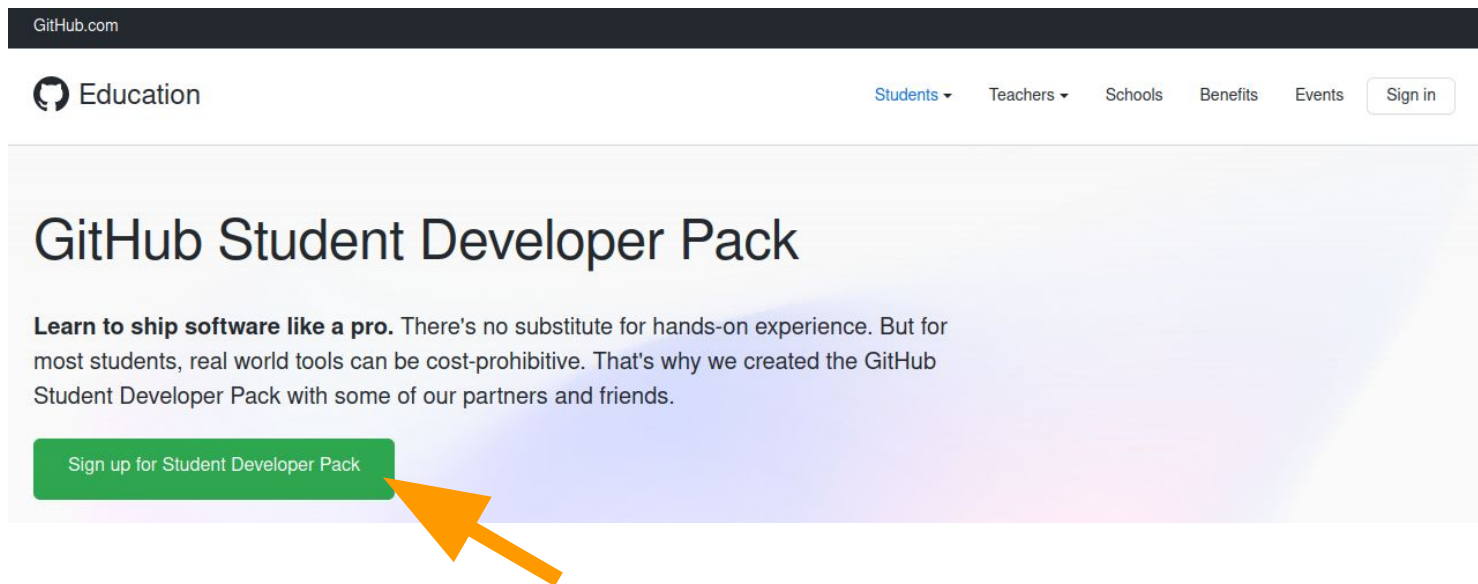 GitHub.com
Education
Students
Teachers
Schools
Benefits
Events
Sign in
GitHub Student Developer Pack
Learn to ship software like a pro. There's no substitute for hands-on experience. But for
most students, real world tools can be cost-prohibitive. That's why we created the GitHub
Student Developer Pack with some of our partners and friends.
Sign up for Student Developer Pack